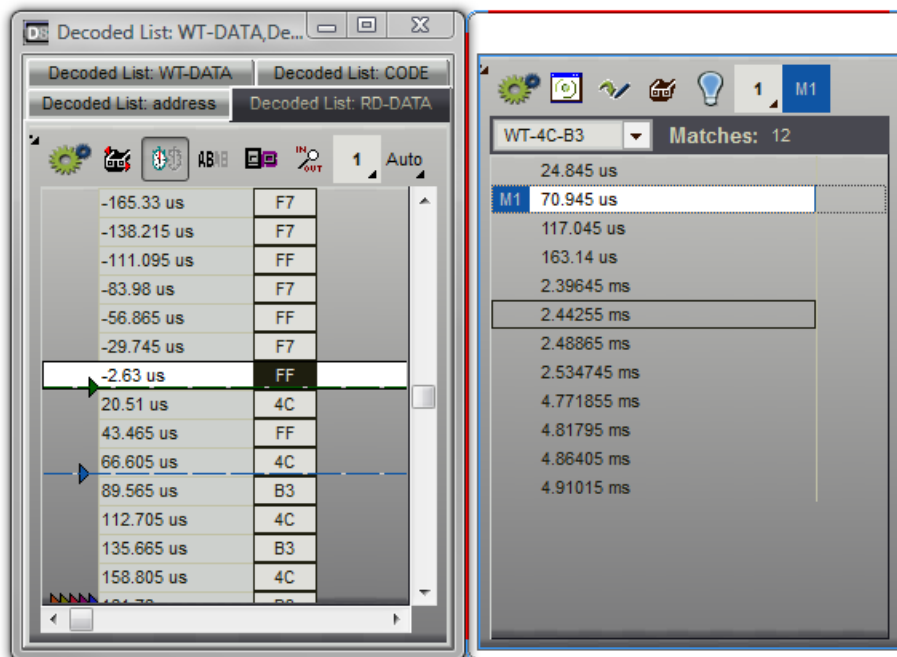 DS Decoded List: WT-DATA,De...
Decoded List: WT-DATA Decoded List: CODE
Decoded List: address Decoded List: RD-DATA
IN OUT 1 Auto
-165.33 us F7
-138.215 us F7
-111.095 us FF
-83.98 us F7
-56.865 us FF
-29.745 us F7
-2.63 us FF
20.51 us 4C
43.465 us FF
66.605 us 4C
89.565 us B3
112.705 us 4C
135.665 us B3
158.805 us 4C
1 M1
WT-4C-B3 Matches: 12
24.845 us
M1 70.945 us
117.045 us
163.14 us
2.39645 ms
2.44255 ms
2.48865 ms
2.534745 ms
4.771855 ms
4.81795 ms
4.86405 ms
4.91015 ms